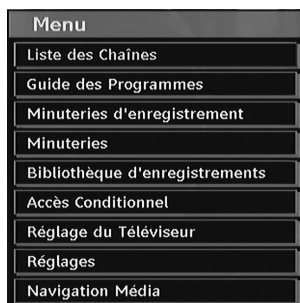 Menu
Liste des Chaînes
Guide des Programmes
Minuteries d'enregistrement
Minuteries
Bibliothèque d'enregistrements
Accès Conditionnel
Réglage du Téléviseur
Réglages
Navigation Média